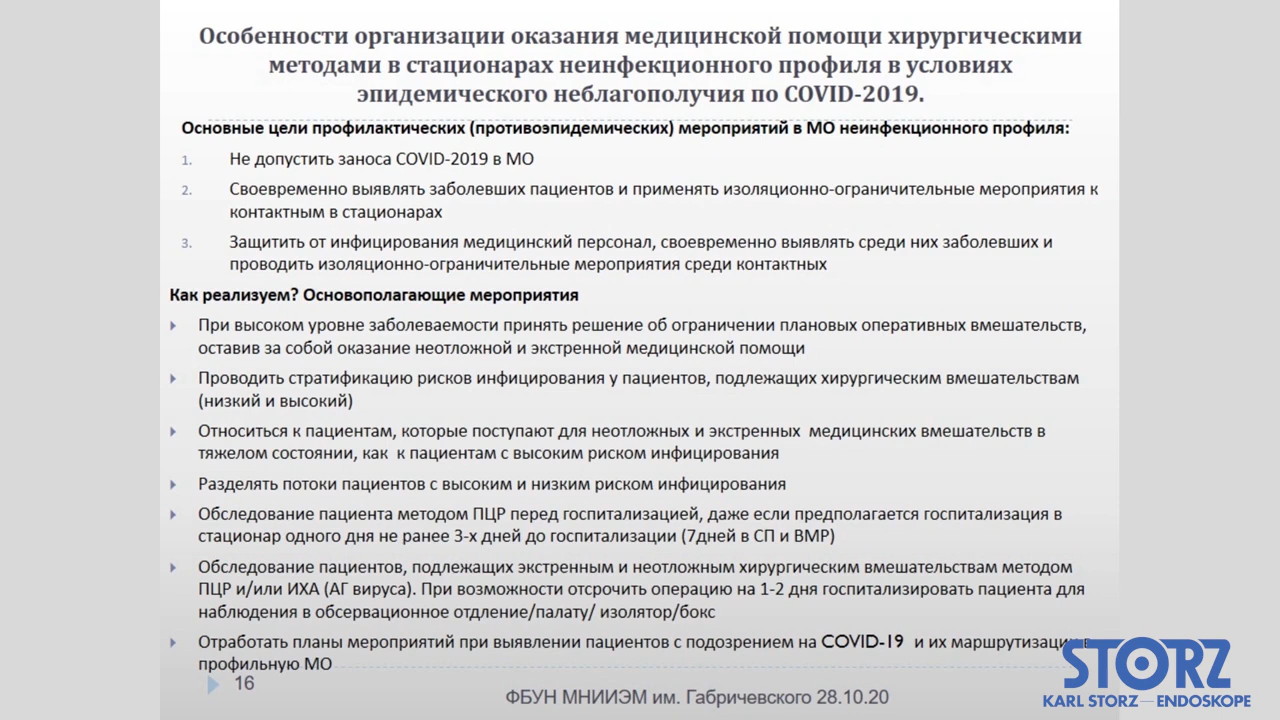 Особенности организации оказания медицинской помощи хирургическими
методами в стационарах неинфекционного профиля в условиях
эпидемического неблагополучия по COVID-2019.
Основные цели профилактических (противоэпидемических) мероприятий в МО неинфекционного профиля:
1. Не допустить заноса COVID-2019 в МО
2. Своевременно выявлять заболевших пациентов и применять изоляционно-ограничительные мероприятия к
контактным в стационарах
3. Защитить от инфицирования медицинский персонал, своевременно выявлять среди них заболевших и
проводить изоляционно-ограничительные мероприятия среди контактных
Как реализуем? Основополагающие мероприятия
При высоком уровне заболеваемости принять решение об ограничении плановых оперативных вмешательств,
оставив за собой оказание неотложной и экстренной медицинской помощи
Проводить стратификацию рисков инфицирования у пациентов, подлежащих хирургическим вмешательствам
(низкий и высокий)
Относиться к пациентам, которые поступают для неотложных и экстренных медицинских вмешательств в
тяжелом состоянии, как к пациентам с высоким риском инфицирования
Разделять потоки пациентов с высоким и низким риском инфицирования
Обследование пациента методом ПЦР перед госпитализацией, даже если предполагается госпитализация в
стационар одного дня не ранее 3-х дней до госпитизации (7дней в СП и ВМР)
Обследование пациентов, подлежащих экстренным и неотложным хирургическим вмешательствам методом
ПЦР и/или ИХА (АГ вируса). При возможности отсрочить операцию на 1-2 дня госпитализировать пациента для
наблюдения в обсервационное отдление/палату/ изолятор/бокс
Отработать планы мероприятий при выявлении пациентов с подозрением на COVID-19 и их маршрутизации в
профильную МО
16
ФБУН МНИИЭМ им. Габричевского 28.10.20
STORZ
KARL STORZ—ENDOSKOPE